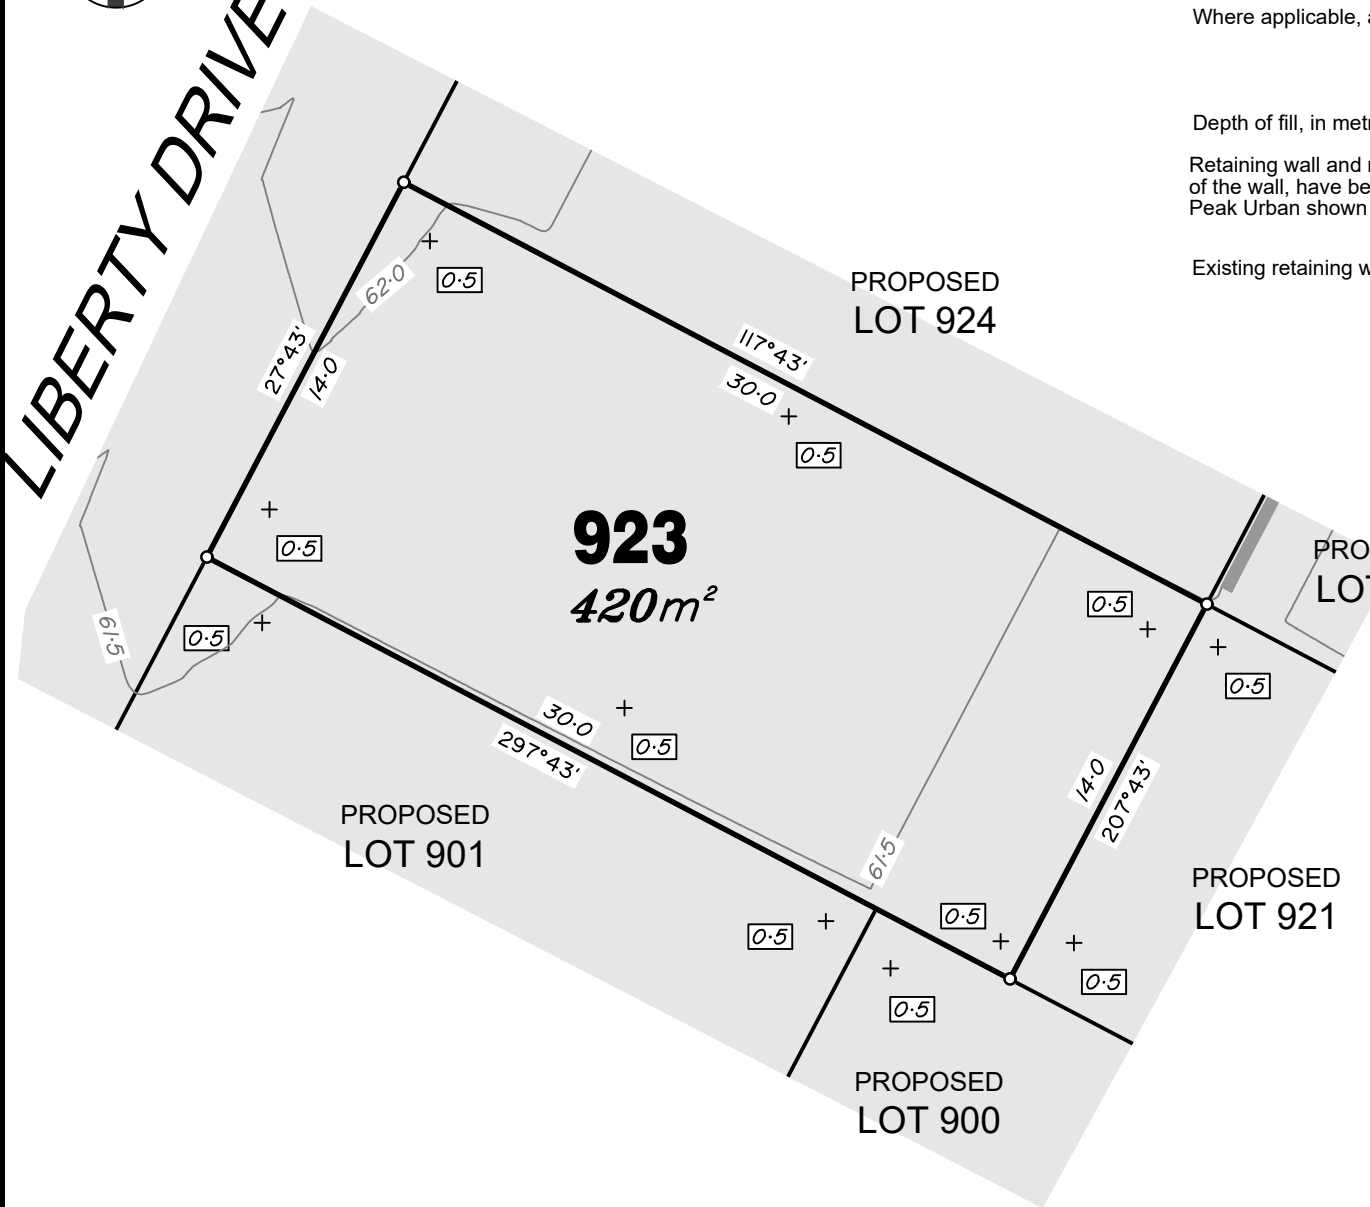 Where applicable,
Depth of fill, in
Retaining wall and
of the wall, have
Peak Urban shown
Existing retaining
LIBERTY DRIVE
62·0
0·5
PROPOSED
LOT 924
27°43'
14·0
117°43'
30·0
0·5
0·5
923
420m²
0·5
61·5
0·5
30·0
297°43'
0·5
0·5
14·0
207°43'
PROPOSED
LOT 901
61·5
PROPOSED
LOT 921
0·5
0·5
0·5
0·5
PROPOSED
LOT 900